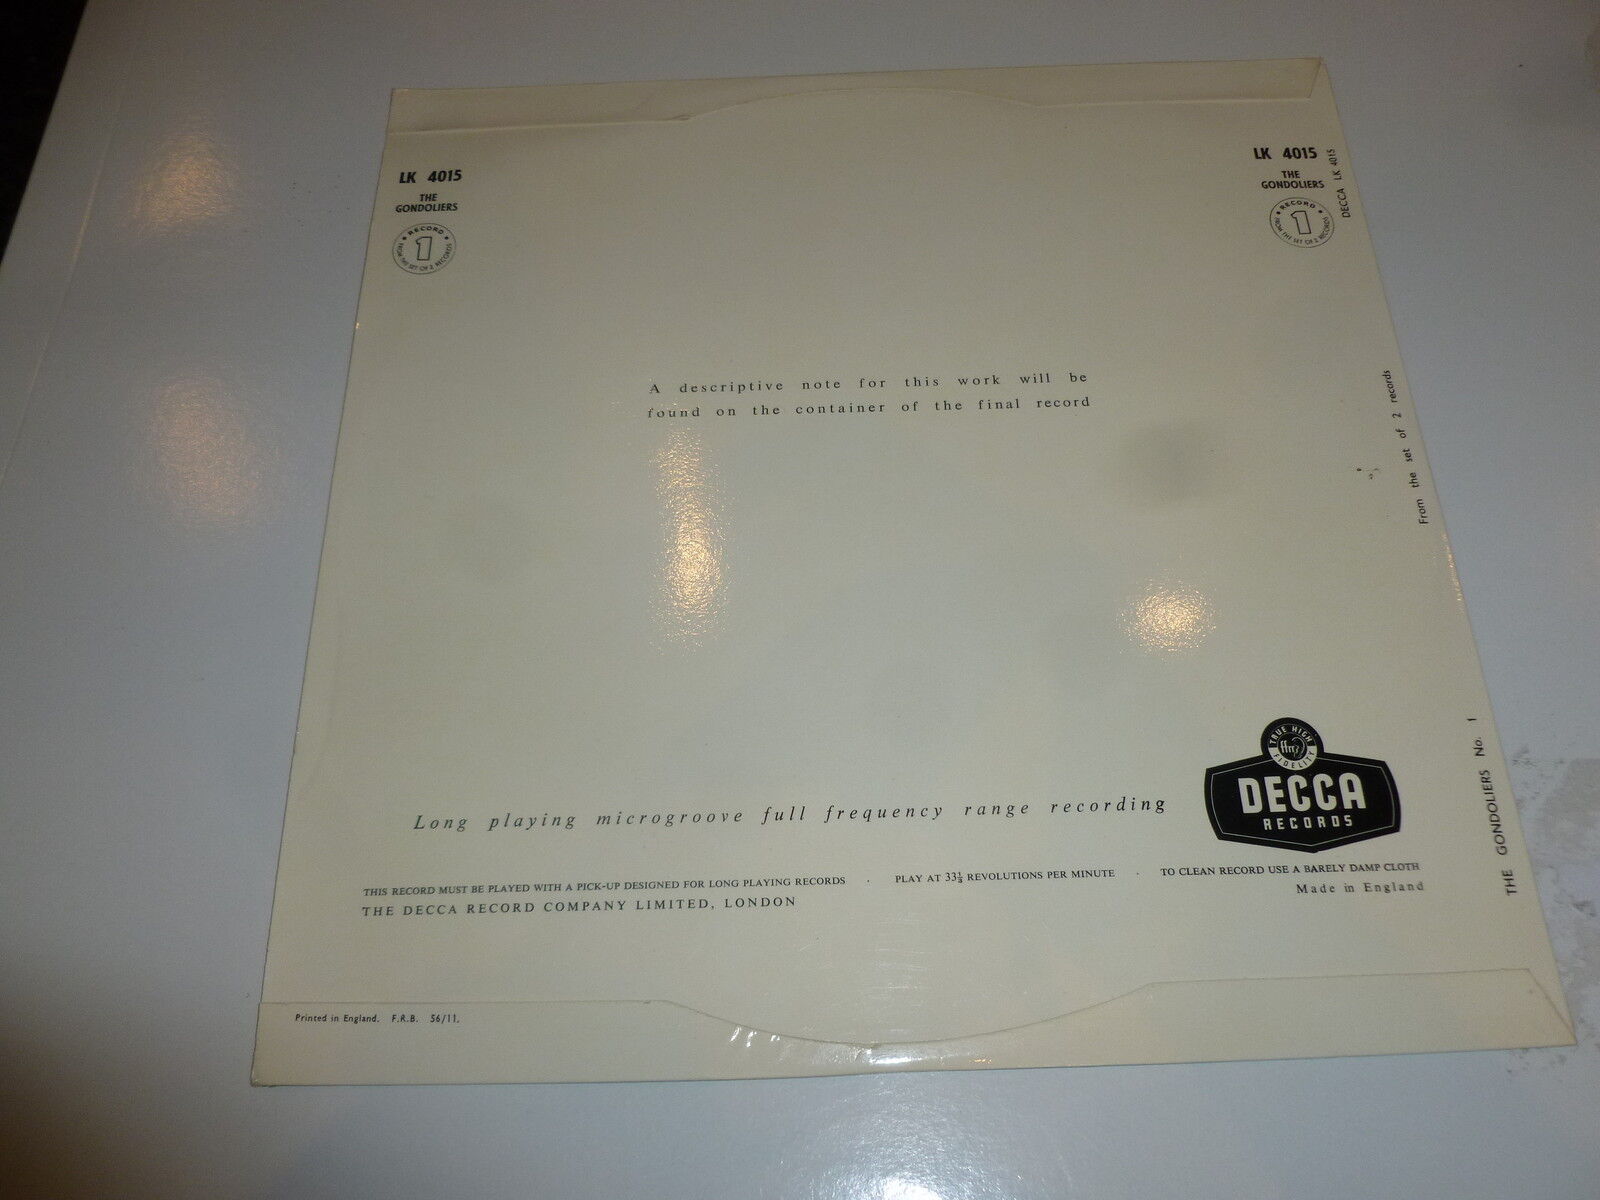 LK 4015
THE
GONDOLIERS
RECORD
1
FROM THE SET OF 2 RECORDS
LK 4015
THE
GONDOLIERS
RECORD
1
FROM THE SET OF 2 RECORDS
DECCA LK 4015
From the set of 2 records
THE GONDOLIERS No. 1
A descriptive note for this work will be
found on the container of the final record
TRUE HIGH
ffrr
FIDELITY
DECCA
RECORDS
Long playing microgroove full frequency range recording
THIS RECORD MUST BE PLAYED WITH A PICK-UP DESIGNED FOR LONG PLAYING RECORDS · PLAY AT 33⅓ REVOLUTIONS PER MINUTE · TO CLEAN RECORD USE A BARELY DAMP CLOTH
THE DECCA RECORD COMPANY LIMITED, LONDON
Made in England
Printed in England. F.R.B. 56/11.